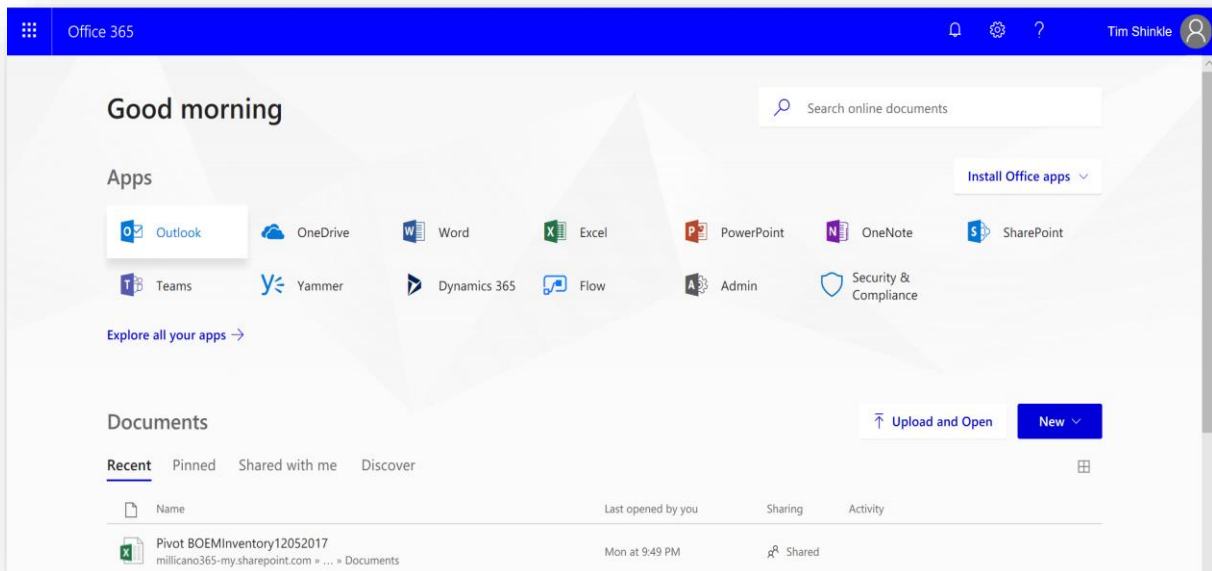 Office 365
Tim Shinkle
Good morning
Search online documents
Apps
Install Office apps
Outlook OneDrive Word Excel PowerPoint OneNote SharePoint
Teams Yammer Dynamics 365 Flow Admin Security &
Compliance
Explore all your apps →
Documents
Upload and Open New
Recent Pinned Shared with me Discover
Name Last opened by you Sharing Activity
Pivot BOEMInventory12052017
Mon at 9:49 PM Shared
millicano365-my.sharepoint.com » ... » Documents